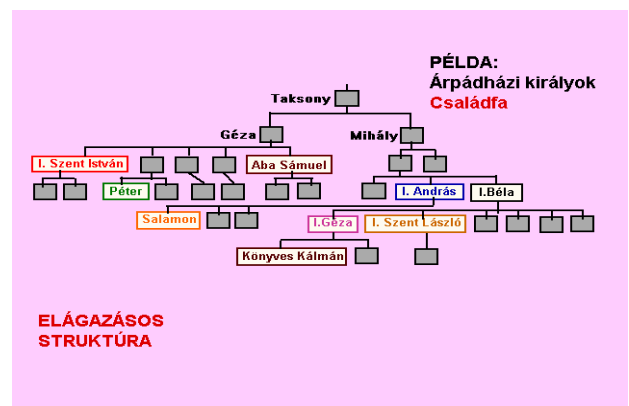 PÉLDA:
Árpádházi királyok
Családfa
Taksony
Géza
Mihály
I. Szent István
Aba Sámuel
Péter
I. András
I.Béla
Salamon
I.Géza
I. Szent László
Könyves Kálmán
ELÁGAZÁSOS
STRUKTÚRA